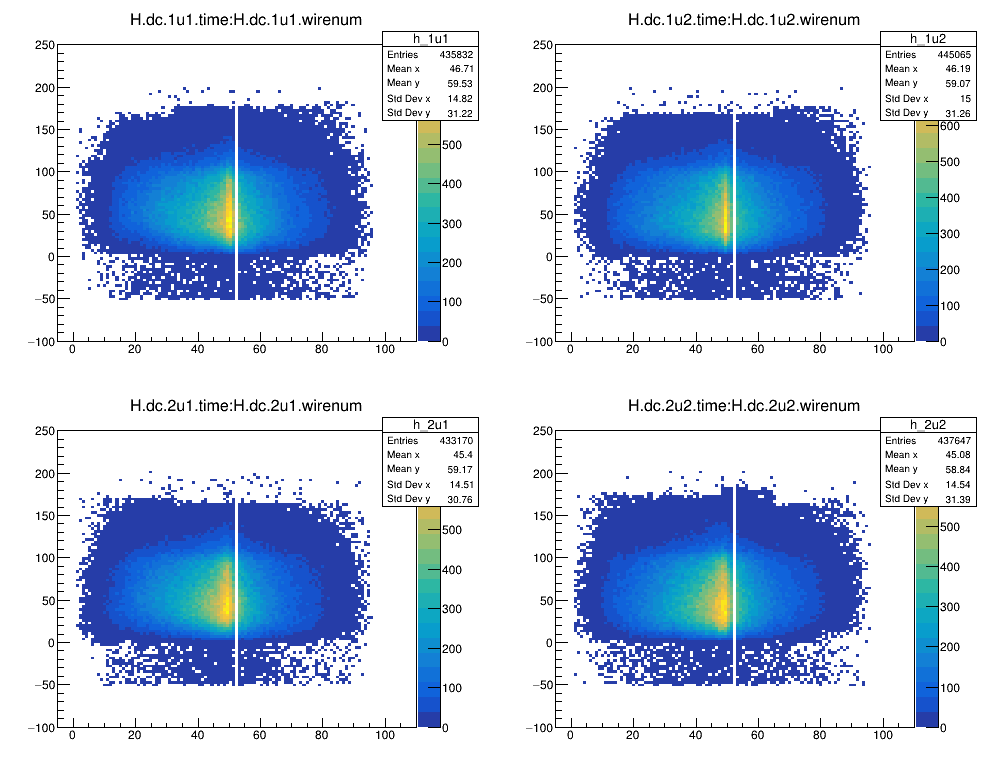 H.dc.1u1.time:H.dc.1u1.wirenum
h_1u1
Entries 435832
Mean x 46.71
Mean y 59.53
Std Dev x 14.82
Std Dev y 31.22
250
200
150
100
50
0
−50
−100
0 20 40 60 80 100
500
400
300
200
100
0
H.dc.1u2.time:H.dc.1u2.wirenum
h_1u2
Entries 445065
Mean x 46.19
Mean y 59.07
Std Dev x 15
Std Dev y 31.26
250
200
150
100
50
0
−50
−100
0 20 40 60 80 100
600
500
400
300
200
100
0
H.dc.2u1.time:H.dc.2u1.wirenum
h_2u1
Entries 433170
Mean x 45.4
Mean y 59.17
Std Dev x 14.51
Std Dev y 30.76
250
200
150
100
50
0
−50
−100
0 20 40 60 80 100
500
400
300
200
100
0
H.dc.2u2.time:H.dc.2u2.wirenum
h_2u2
Entries 437647
Mean x 45.08
Mean y 58.84
Std Dev x 14.54
Std Dev y 31.39
250
200
150
100
50
0
−50
−100
0 20 40 60 80 100
500
400
300
200
100
0